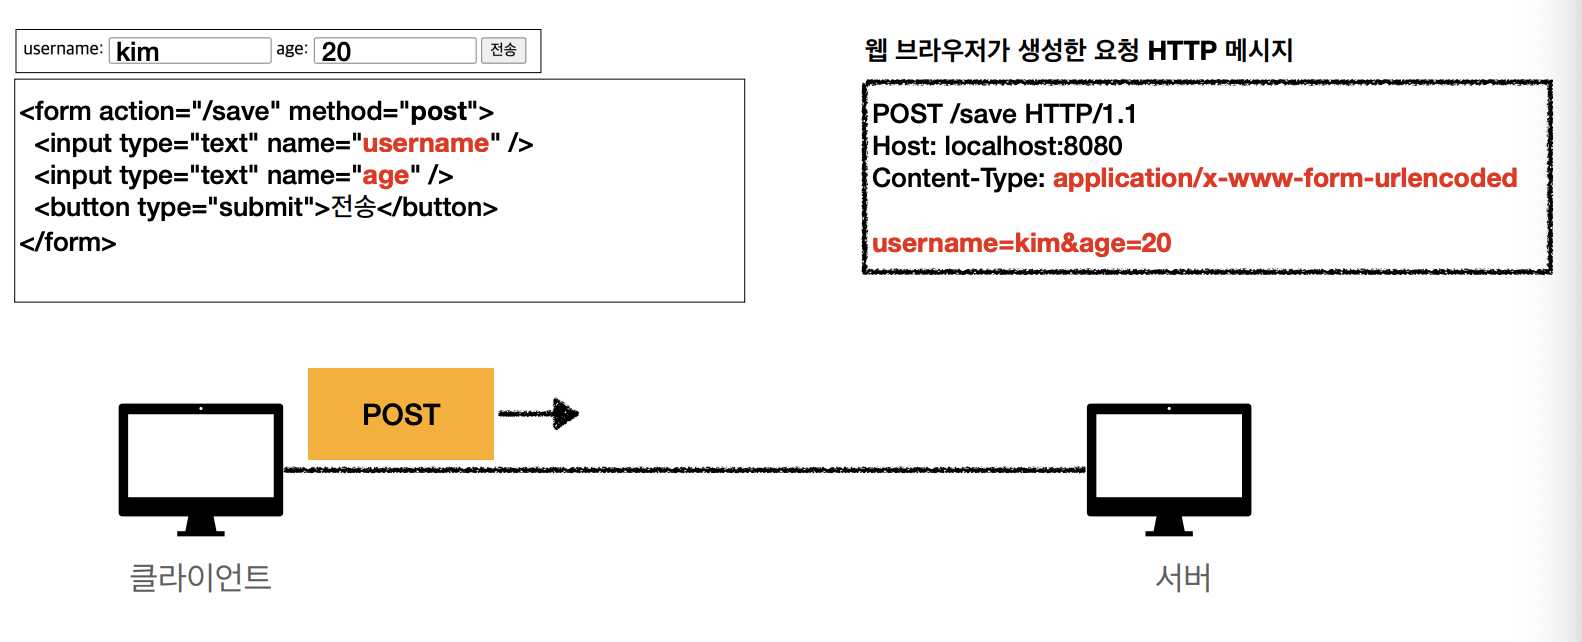 username: kim age: 20 전송
<form action="/save" method="post">
<input type="text" name="username" />
<input type="text" name="age" />
<button type="submit">전송</button>
</form>
웹 브라우저가 생성한 요청 HTTP 메시지
POST /save HTTP/1.1
Host: localhost:8080
Content-Type: application/x-www-form-urlencoded
username=kim&age=20
POST
클라이언트
서버